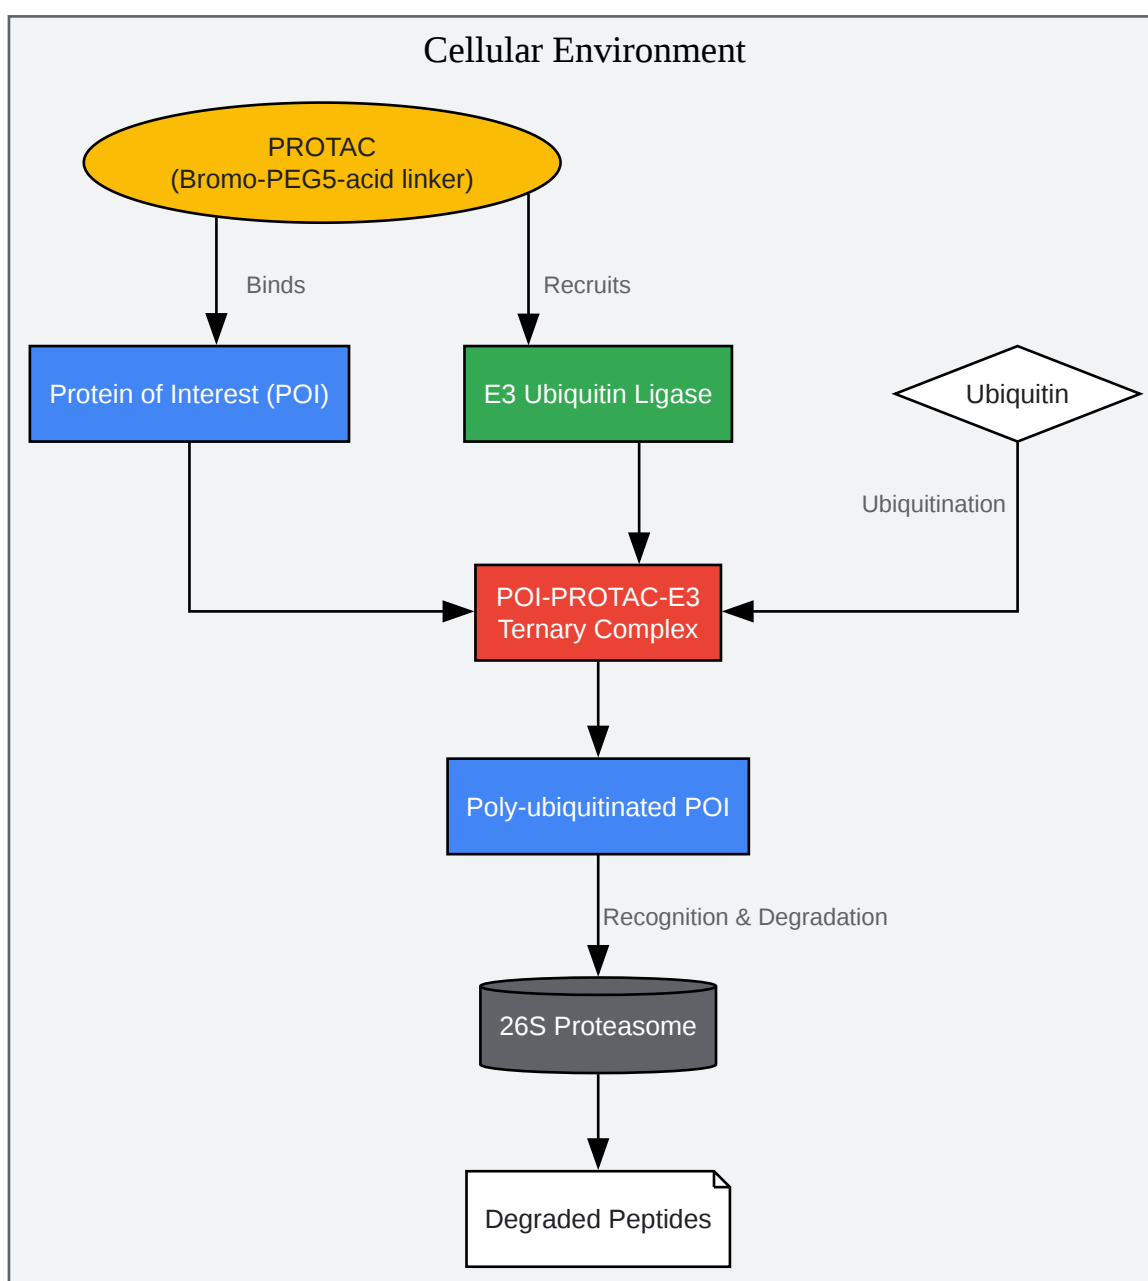 Cellular Environment
PROTAC
(Bromo-PEG5-acid linker)
Binds
Recruits
Protein of Interest (POI)
E3 Ubiquitin Ligase
Ubiquitin
Ubiquitination
POI-PROTAC-E3
Ternary Complex
Poly-ubiquitinated POI
Recognition & Degradation
26S Proteasome
Degraded Peptides